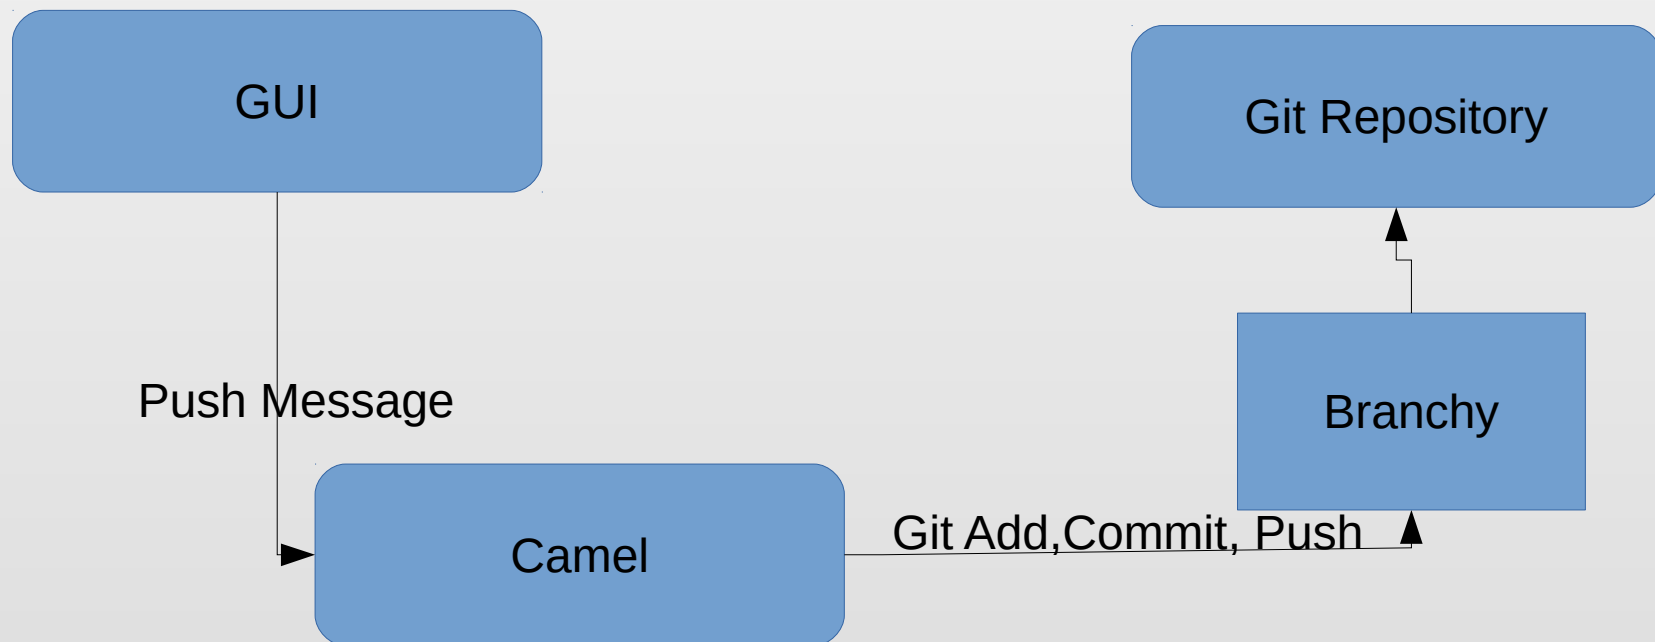 GUI
Git Repository
Push Message
Branchy
Git Add,Commit, Push
Camel